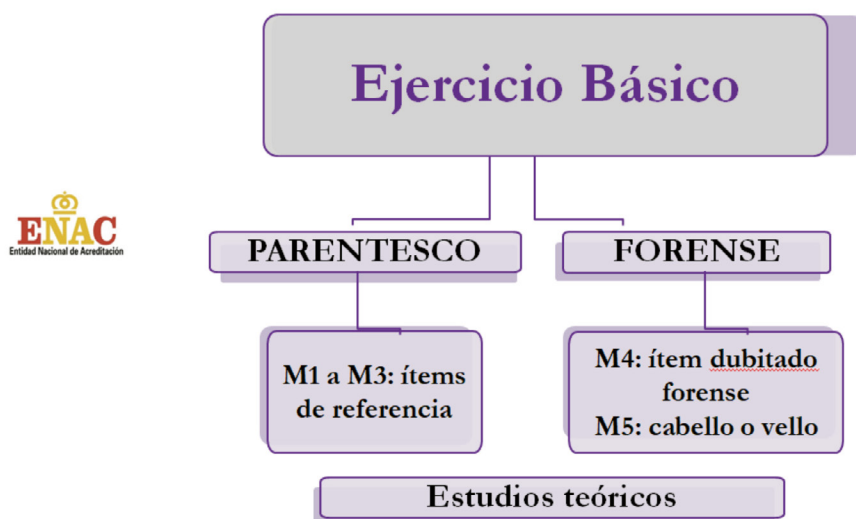 Ejercicio Básico
ENAC
Entidad Nacional de Acreditación
PARENTESCO
FORENSE
M1 a M3: ítems
de referencia
M4: ítem dubitado
forense
M5: cabello o vello
Estudios teóricos